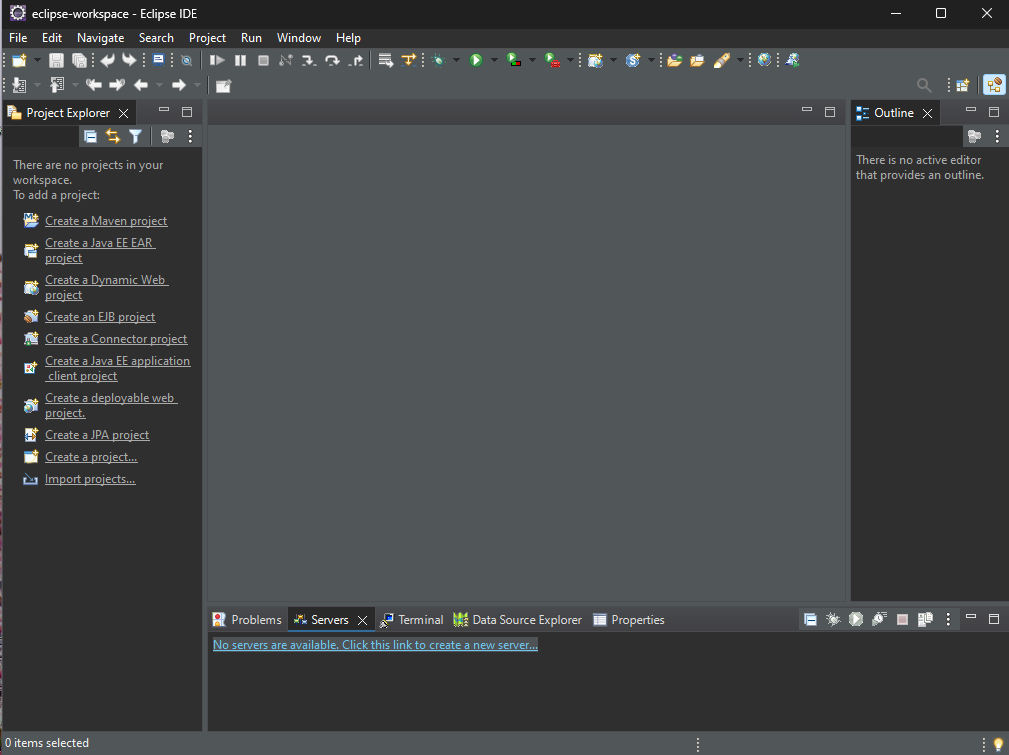 eclipse-workspace - Eclipse IDE
File Edit Navigate Search Project Run Window Help
Project Explorer
There are no projects in your
workspace.
To add a project:
Create a Maven project
Create a Java EE EAR
project
Create a Dynamic Web
project
Create an EJB project
Create a Connector project
Create a Java EE application
client project
Create a deployable web
project.
Create a JPA project
Create a project...
Import projects...
Outline
There is no active editor
that provides an outline.
Problems Servers Terminal Data Source Explorer Properties
No servers are available. Click this link to create a new server...
0 items selected